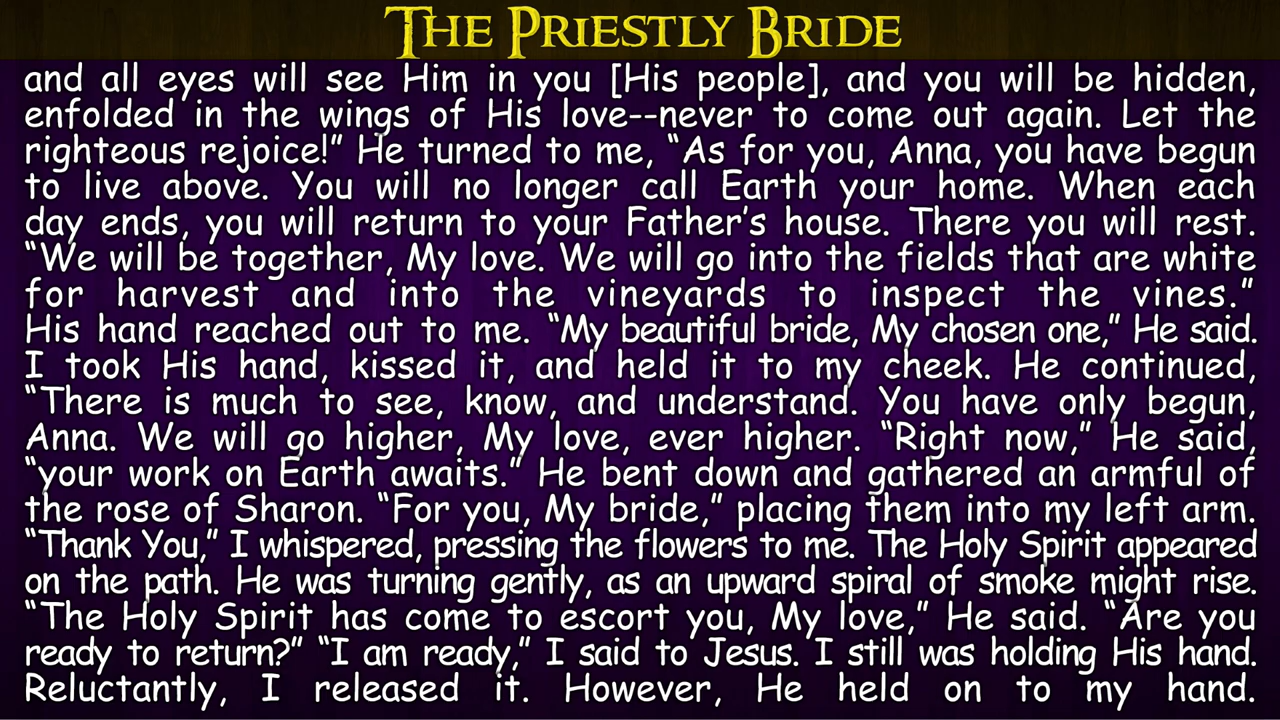 The Priestly Bride
and all eyes will see Him in you [His people], and you will be hidden,
enfolded in the wings of His love--never to come out again. Let the
righteous rejoice!” He turned to me, “As for you, Anna, you have begun
to live above. You will no longer call Earth your home. When each
day ends, you will return to your Father’s house. There you will rest.
“We will be together, My love. We will go into the fields that are white
for harvest and into the vineyards to inspect the vines.”
His hand reached out to me. “My beautiful bride, My chosen one,” He said.
I took His hand, kissed it, and held it to my cheek. He continued,
“There is much to see, know, and understand. You have only begun,
Anna. We will go higher, My love, ever higher. “Right now,” He said,
“your work on Earth awaits.” He bent down and gathered an armful of
the rose of Sharon. “For you, My bride,” placing them into my left arm.
“Thank You,” I whispered, pressing the flowers to me. The Holy Spirit appeared
on the path. He was turning gently, as an upward spiral of smoke might rise.
“The Holy Spirit has come to escort you, My love,” He said. “Are you
ready to return?” “I am ready,” I said to Jesus. I still was holding His hand.
Reluctantly, I released it. However, He held on to my hand.